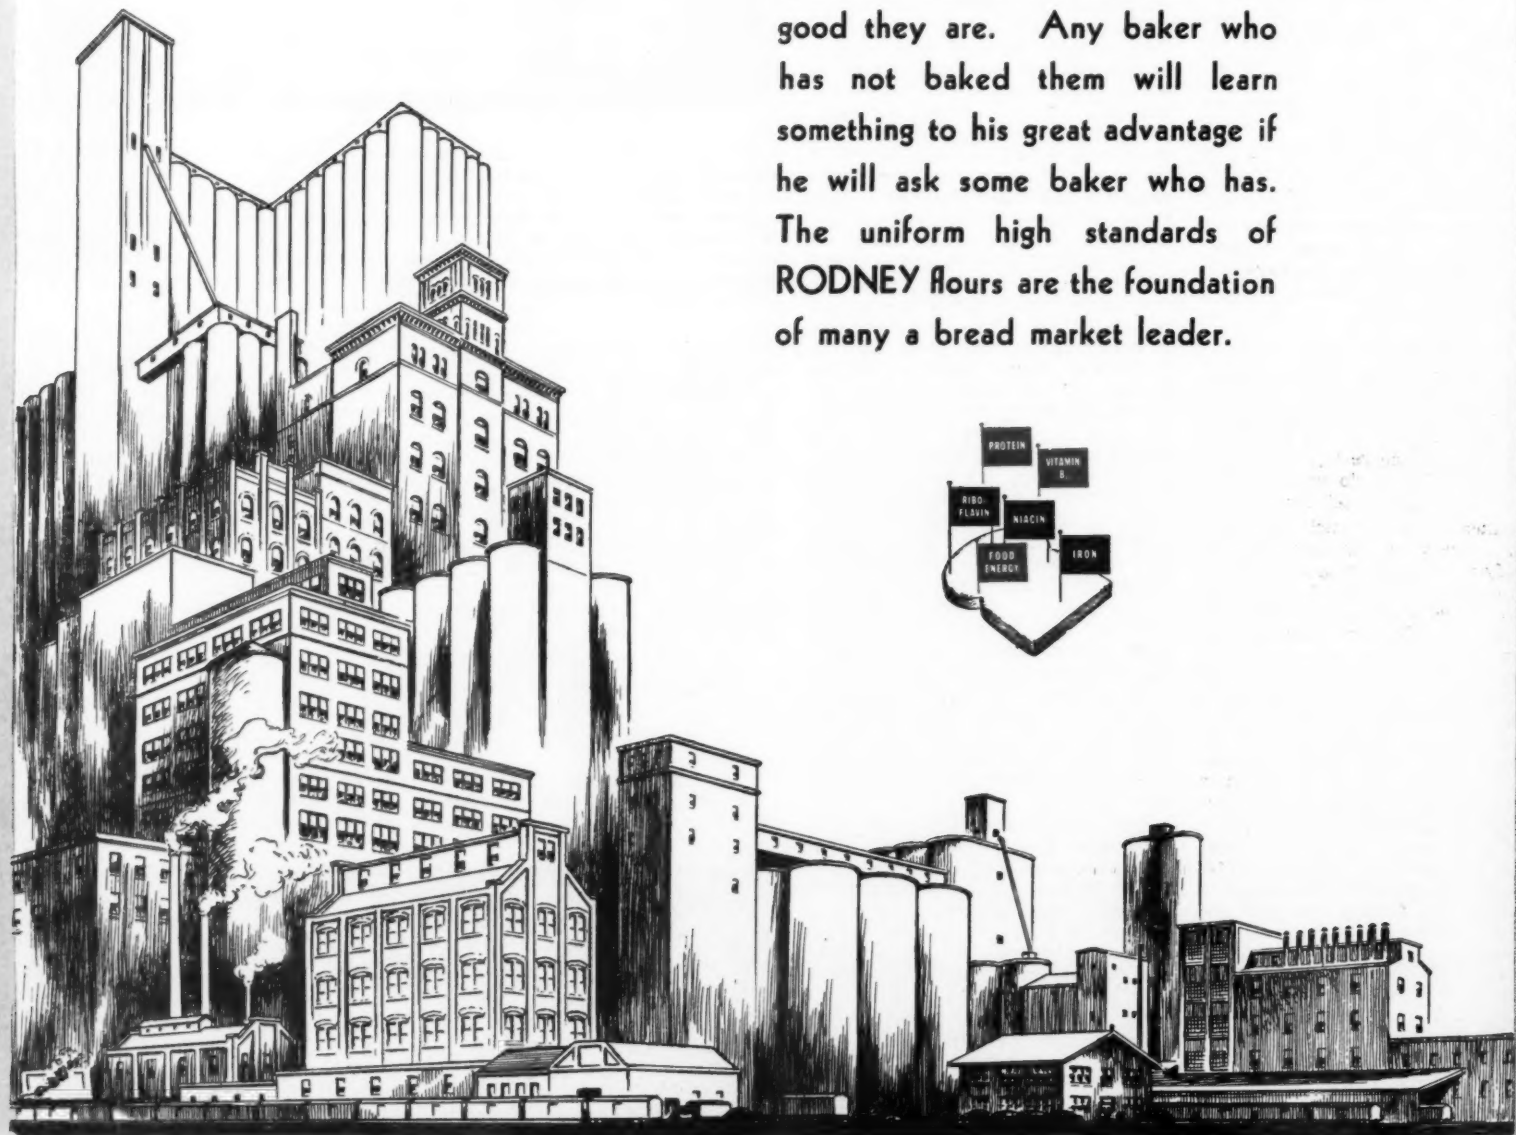 good they are. Any baker who
has not baked them will learn
something to his great advantage if
he will ask some baker who has.
The uniform high standards of
RODNEY flours are the foundation
of many a bread market leader.
PROTEIN
VITAMIN
B
RIBO-
FLAVIN
NIACIN
FOOD
ENERGY
IRON